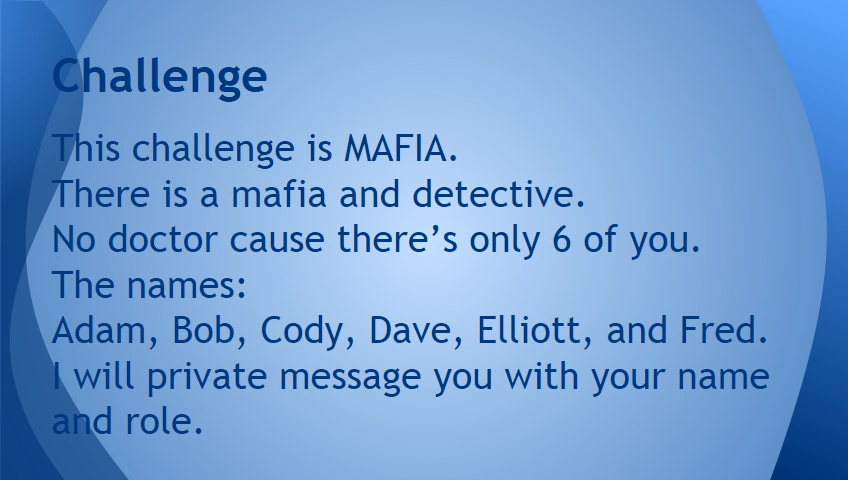 Challenge
This challenge is MAFIA.
There is a mafia and detective.
No doctor cause there’s only 6 of you.
The names:
Adam, Bob, Cody, Dave, Elliott, and Fred.
I will private message you with your name
and role.